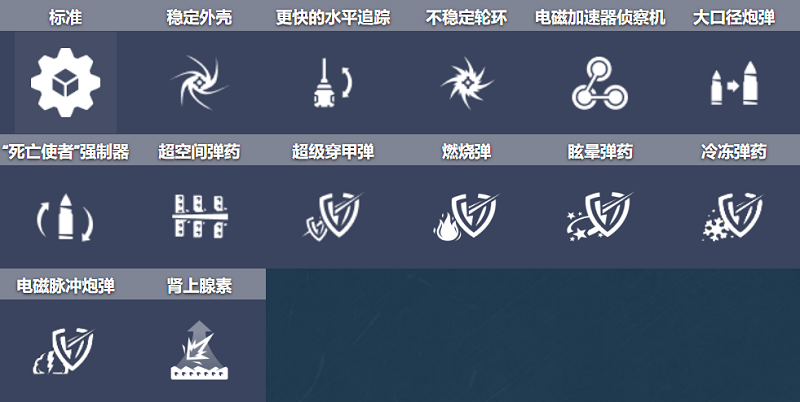 标准 稳定外壳 更快的水平追踪 不稳定轮环 电磁加速器侦察机 大口径炮弹
“死亡使者”强制器 超空间弹药 超级穿甲弹 燃烧弹 眩晕弹药 冷冻弹药
电磁脉冲炮弹 肾上腺素